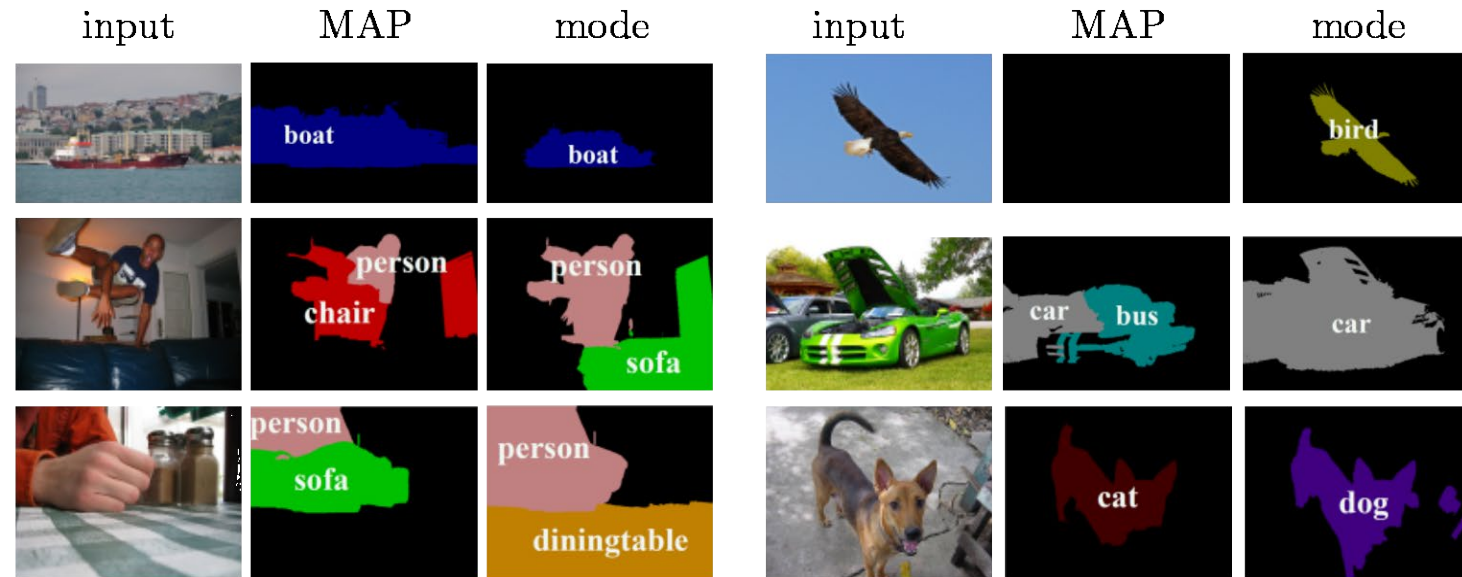 input MAP mode input MAP mode
boat boat bird
person chair person sofa car bus car
person sofa person diningtable cat dog